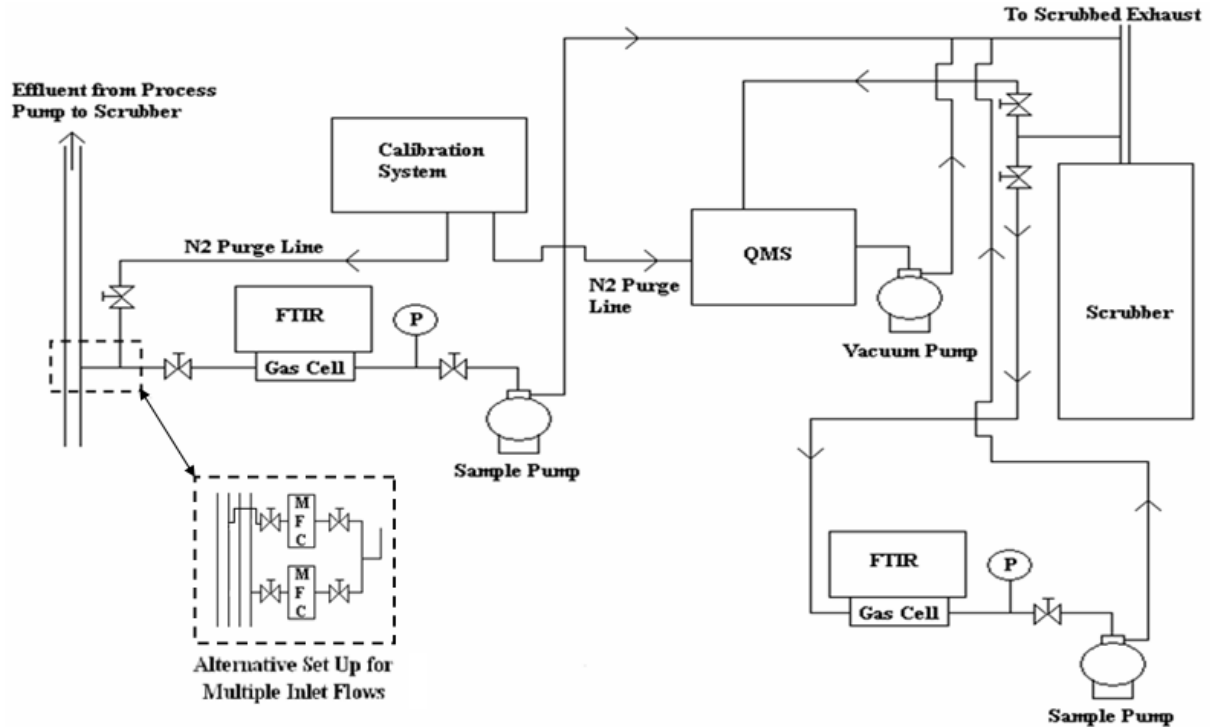 To Scrubbed Exhaust
Effluent from Process
Pump to Scrubber
Calibration
System
N2 Purge Line
QMS
N2 Purge
Line
FTIR
P
Gas Cell
Vacuum Pump
Scrubber
Sample Pump
M
F
C
M
F
C
FTIR
P
Gas Cell
Alternative Set Up for
Multiple Inlet Flows
Sample Pump